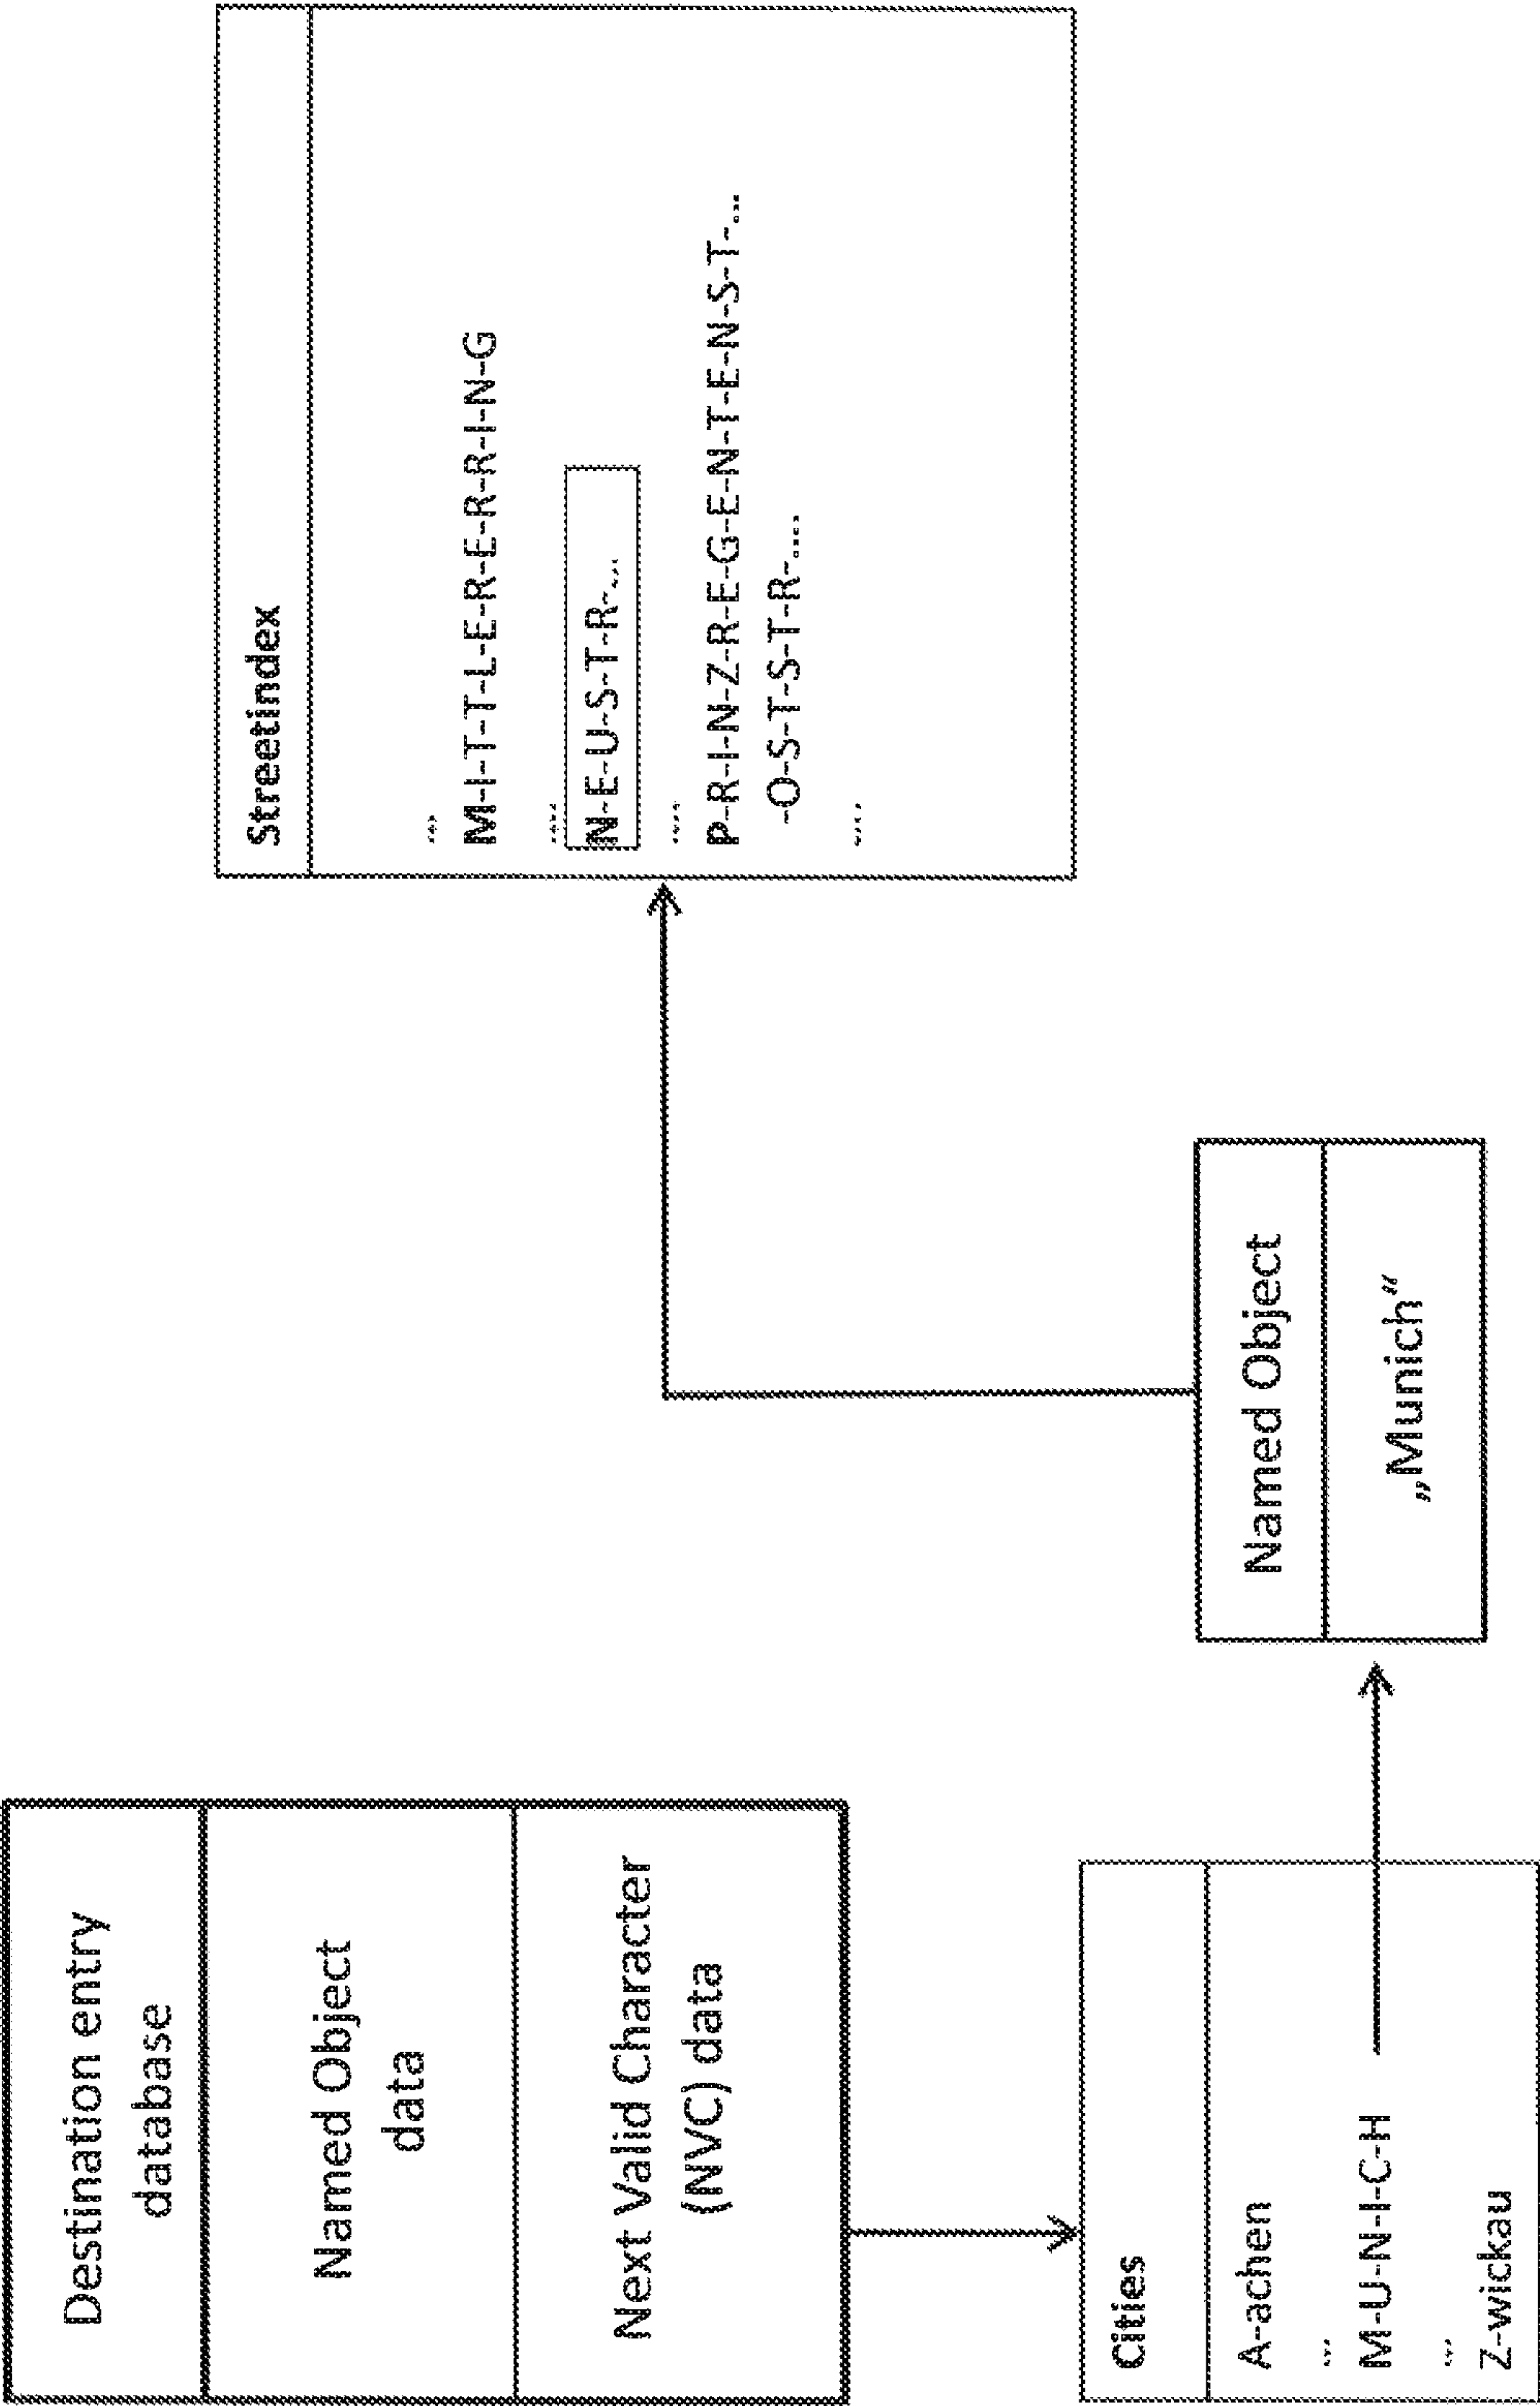 Destination entry
database
Named Object
data
Next Valid Character
(NVC) data
Cities
A-achen
...
M-U-N-I-C-H
...
Z-wickau
Named Object
„Munich“
Streetindex
...
M-I-T-T-L-E-R-E-R-R-I-N-G
...
N-E-U-S-T-R-...
...
P-R-I-N-Z-R-E-G-E-N-T-E-N-S-T-...
-O-S-T-S-T-R-....
...